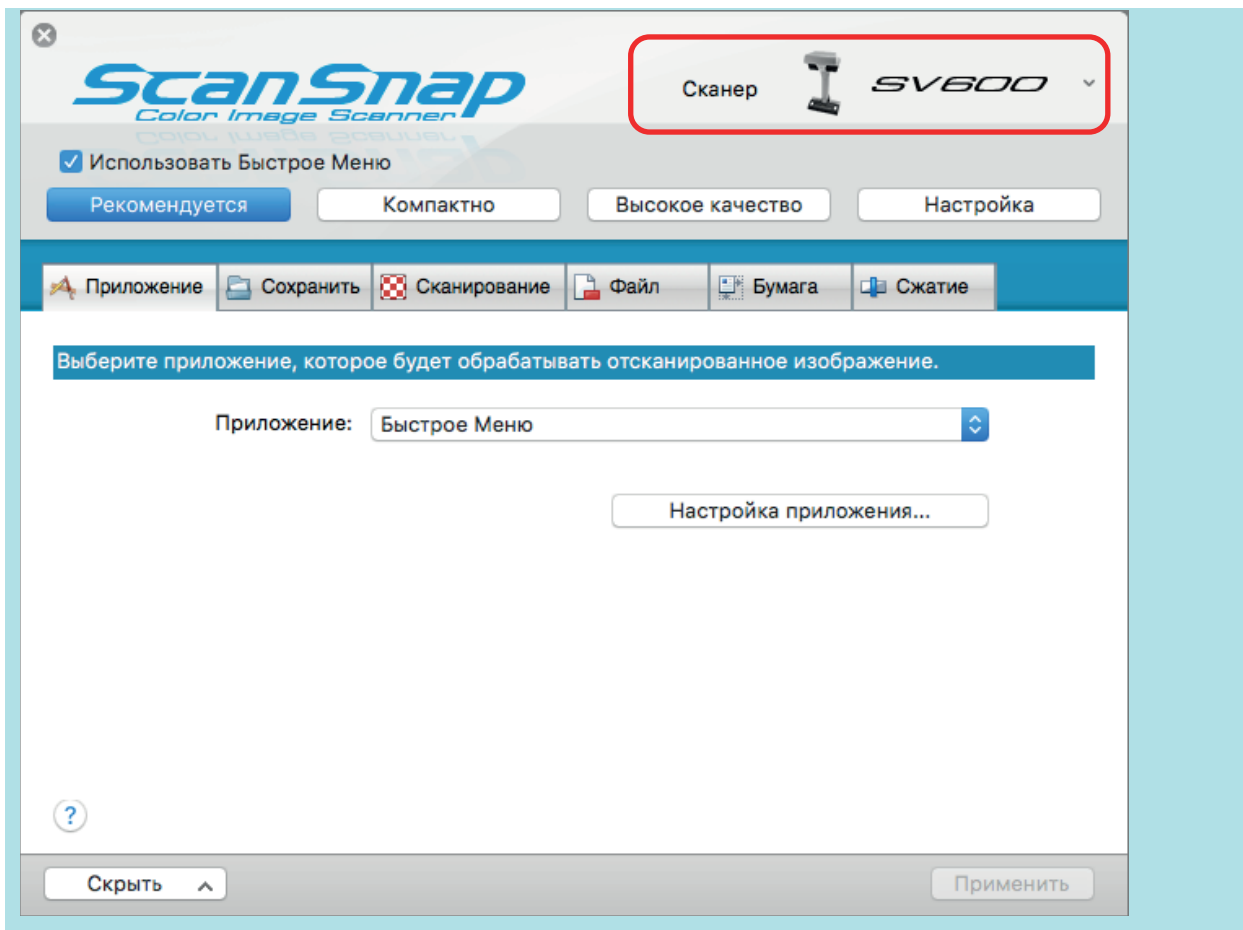 ScanSnap
Color Image Scanner
Сканер SV600
Использовать Быстрое Меню
Рекомендуется Компактно Высокое качество Настройка
Приложение Сохранить Сканирование Файл Бумага Сжатие
Выберите приложение, которое будет обрабатывать отсканированное изображение.
Приложение: Быстрое Меню
Настройка приложения...
?
Скрыть Применить